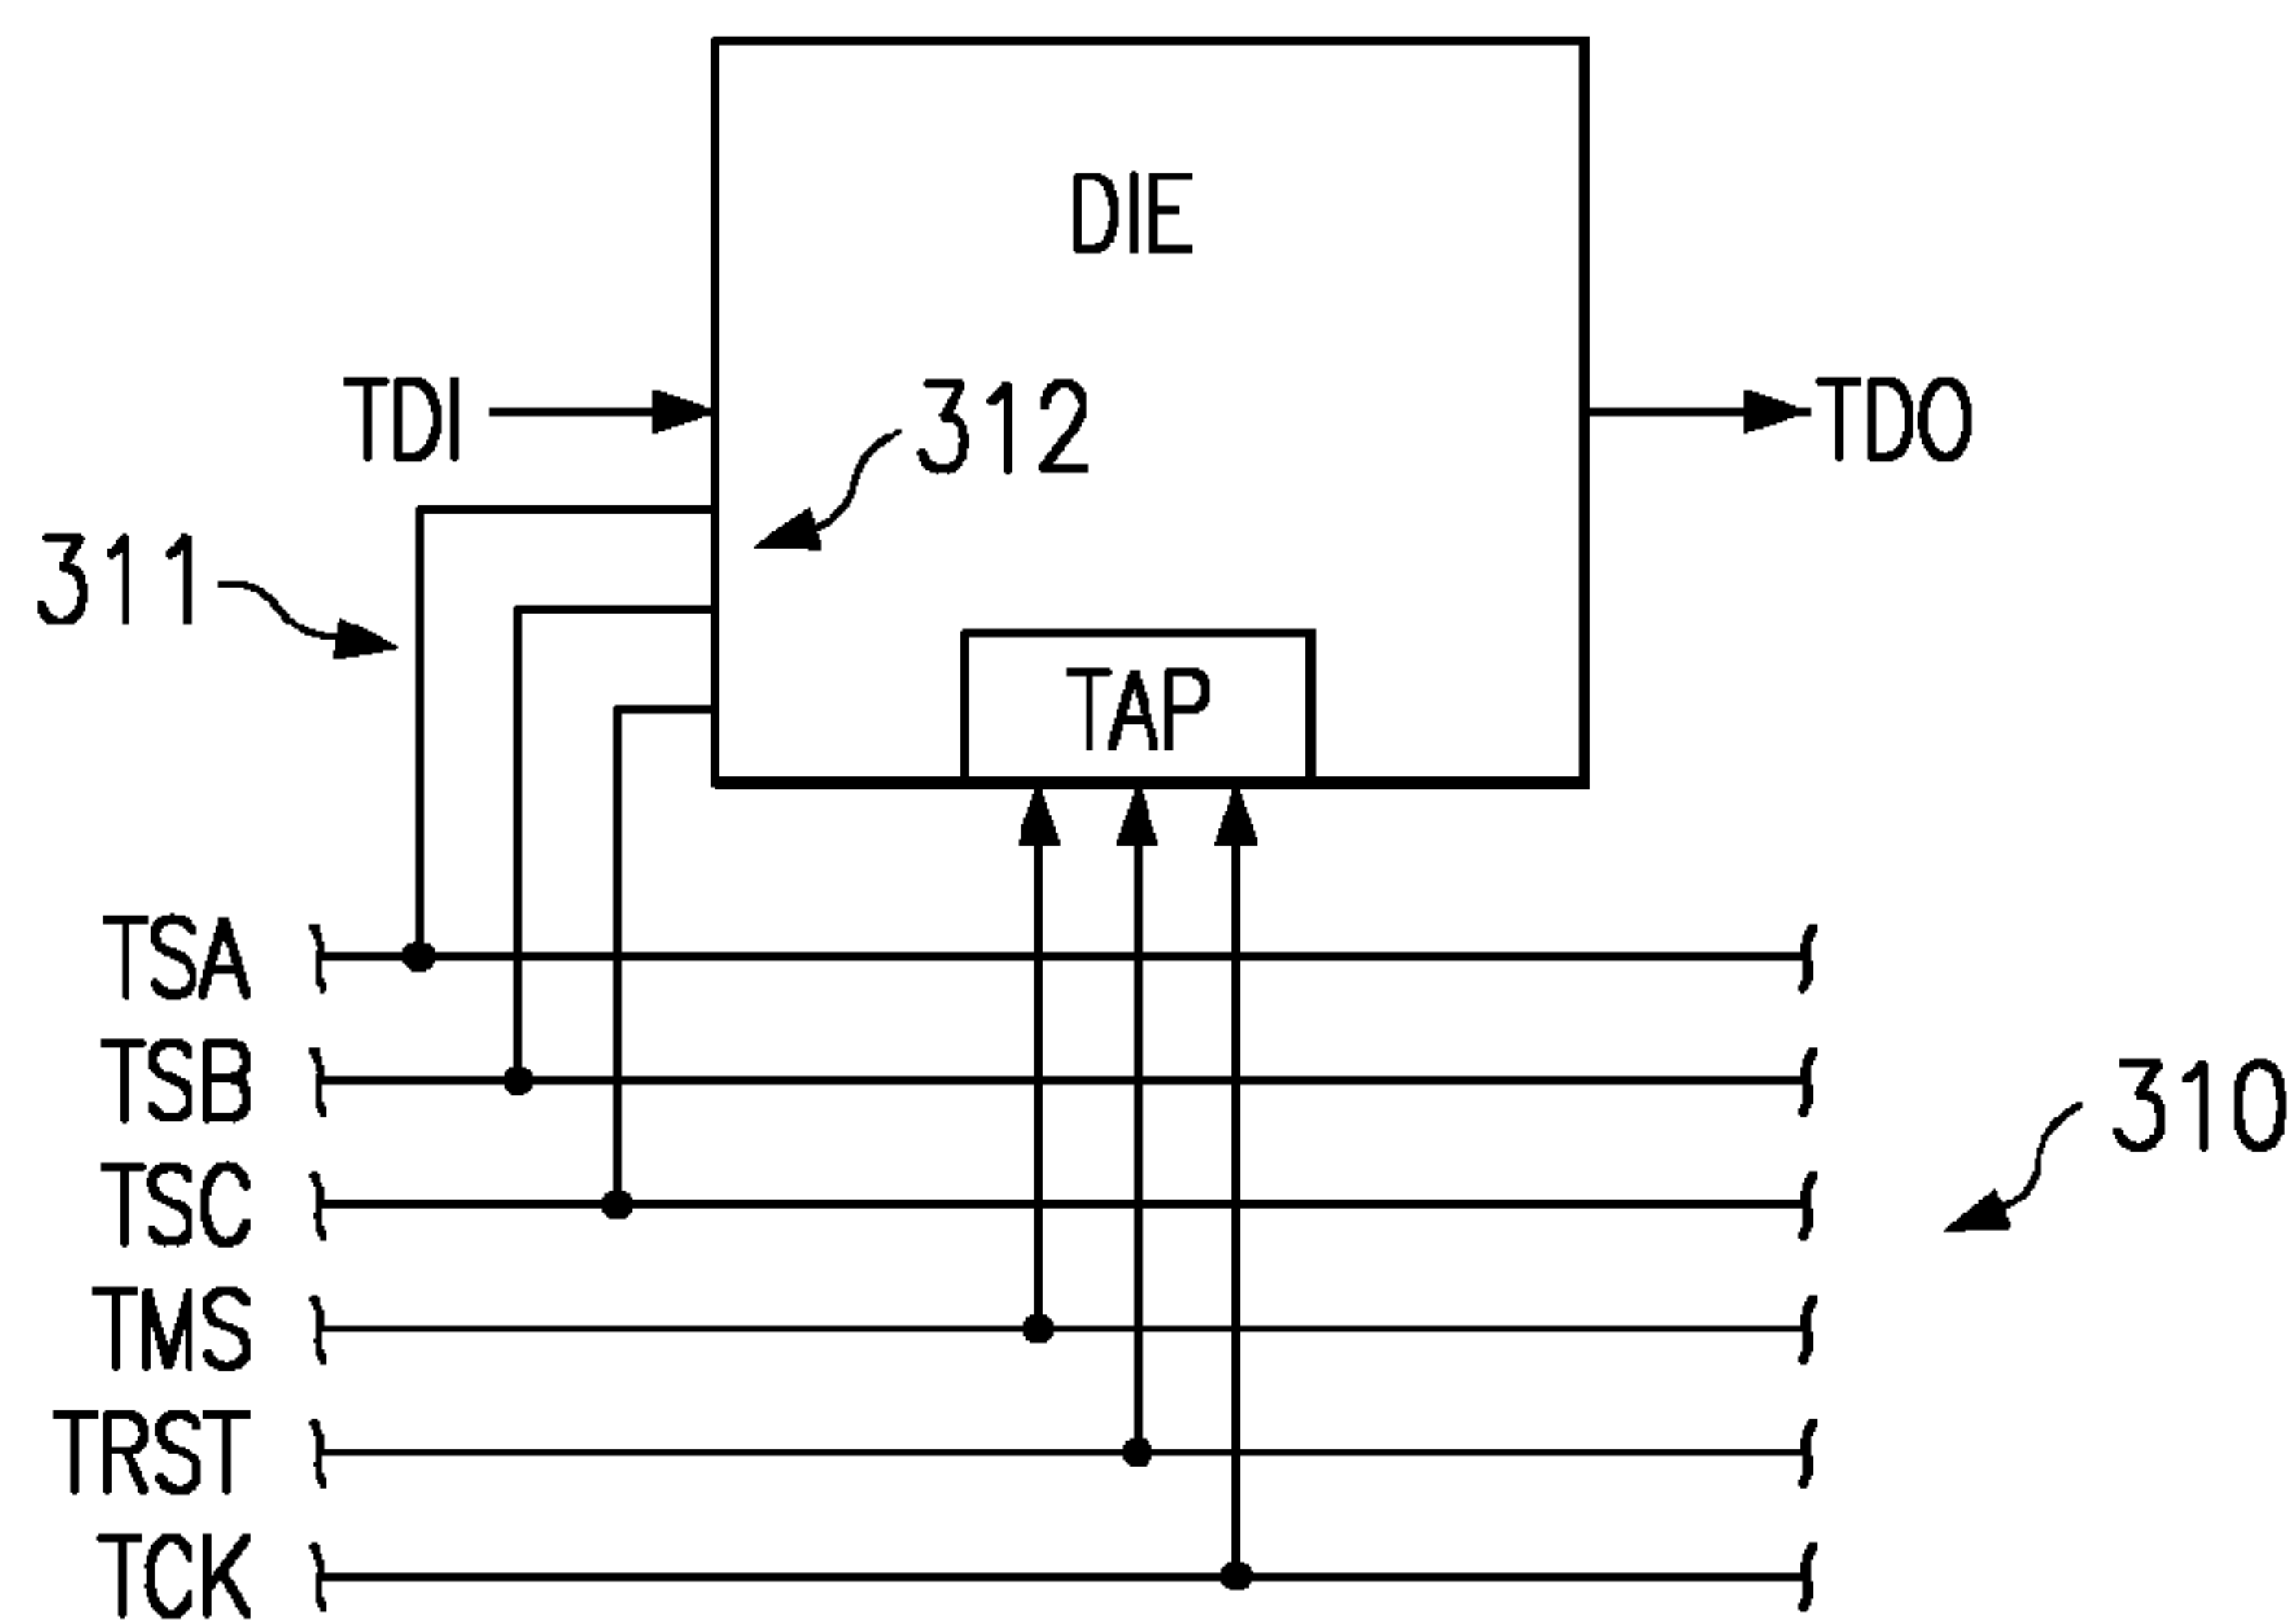 DIE
TDI
312
TDO
311
TAP
TSA
TSB
310
TSC
TMS
TRST
TCK